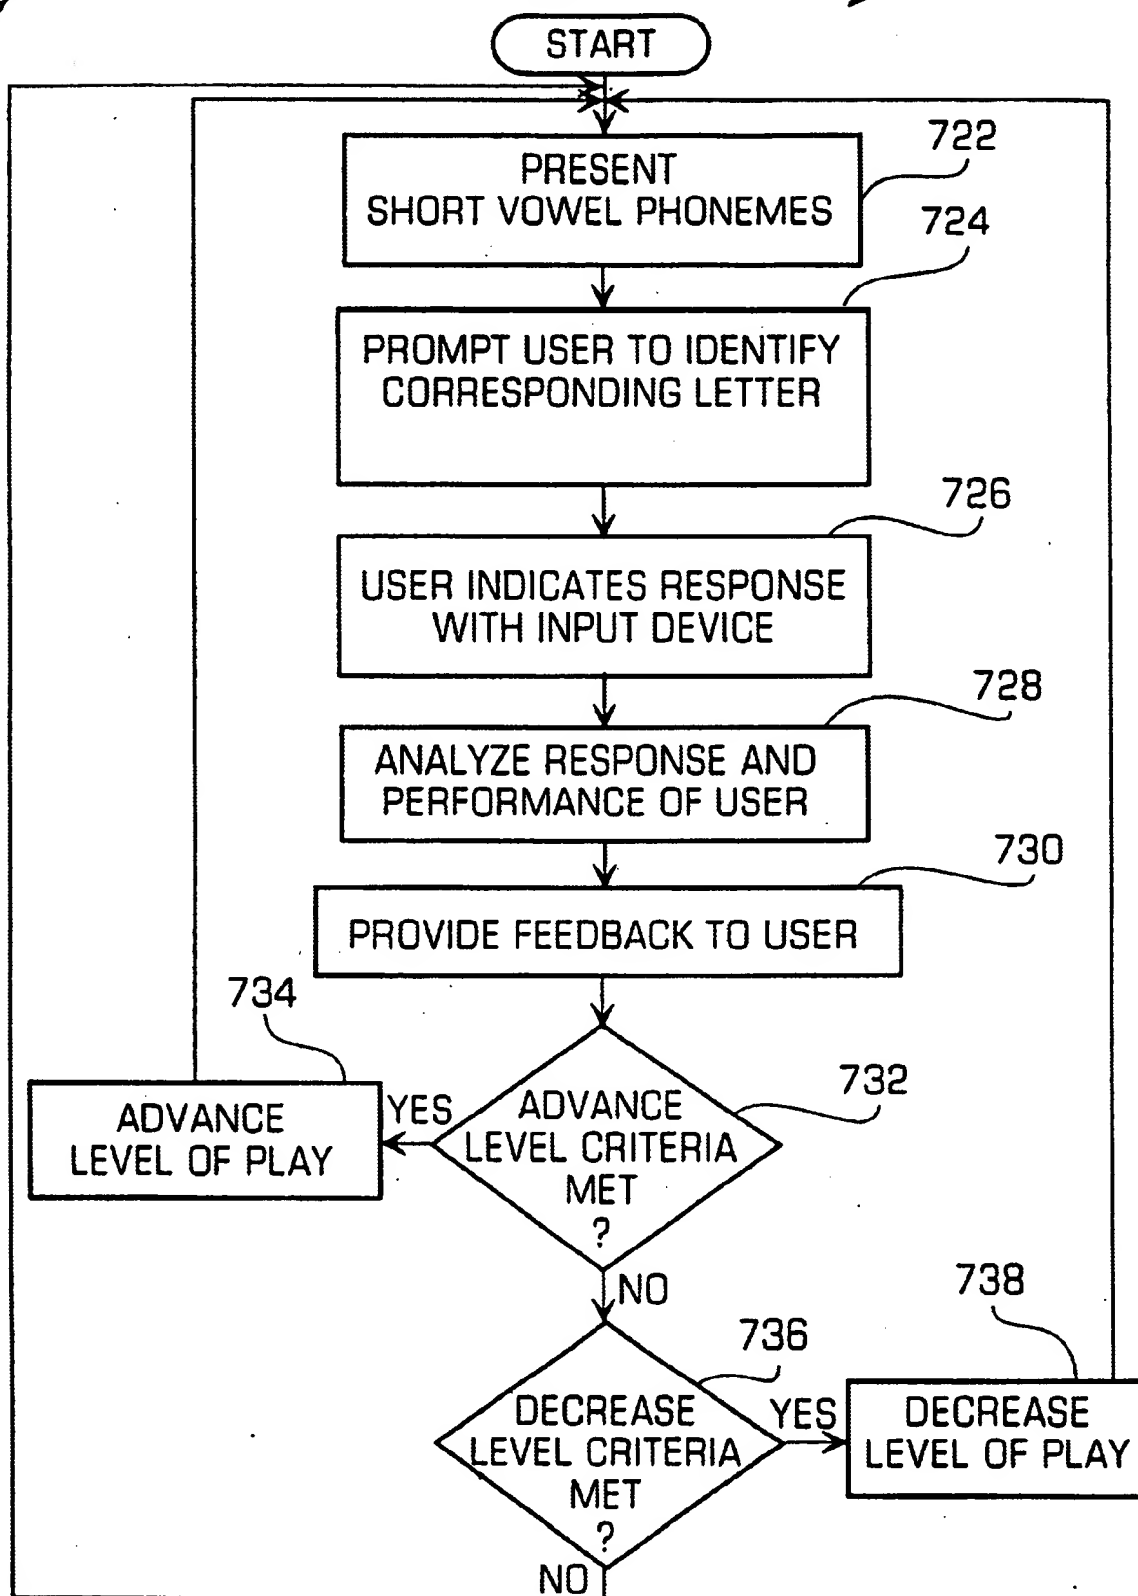 START
722
PRESENT
SHORT VOWEL PHONEMES
724
PROMPT USER TO IDENTIFY
CORRESPONDING LETTER
726
USER INDICATES RESPONSE
WITH INPUT DEVICE
728
ANALYZE RESPONSE AND
PERFORMANCE OF USER
730
PROVIDE FEEDBACK TO USER
734
732
ADVANCE
LEVEL OF PLAY
YES
ADVANCE
LEVEL CRITERIA
MET
?
NO
738
736
DECREASE
LEVEL CRITERIA
MET
?
YES
DECREASE
LEVEL OF PLAY
NO